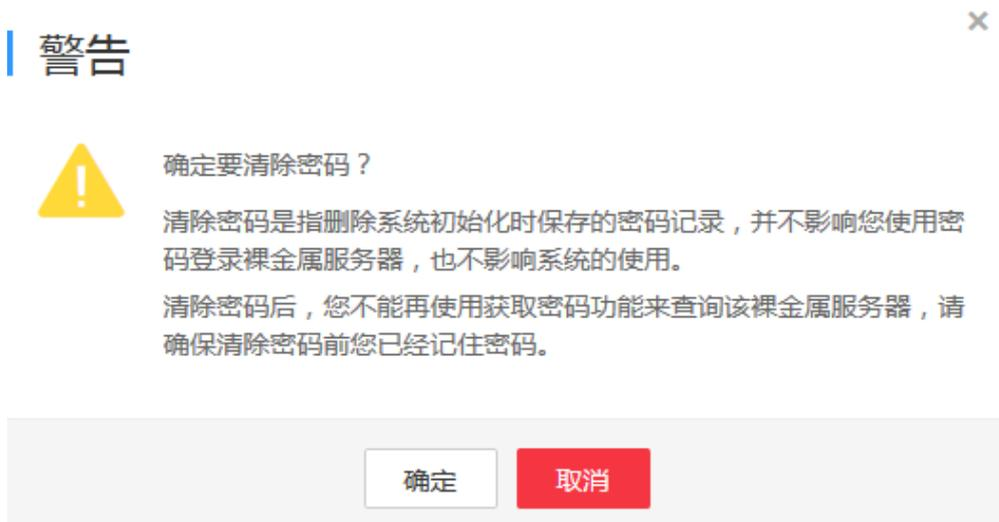 警告
确定要清除密码？
清除密码是指删除系统初始化时保存的密码记录，并不影响您使用密
码登录裸金属服务器，也不影响系统的使用。
清除密码后，您不能再使用获取密码功能来查询该裸金属服务器，请
确保清除密码前您已经记住密码。
确定
取消